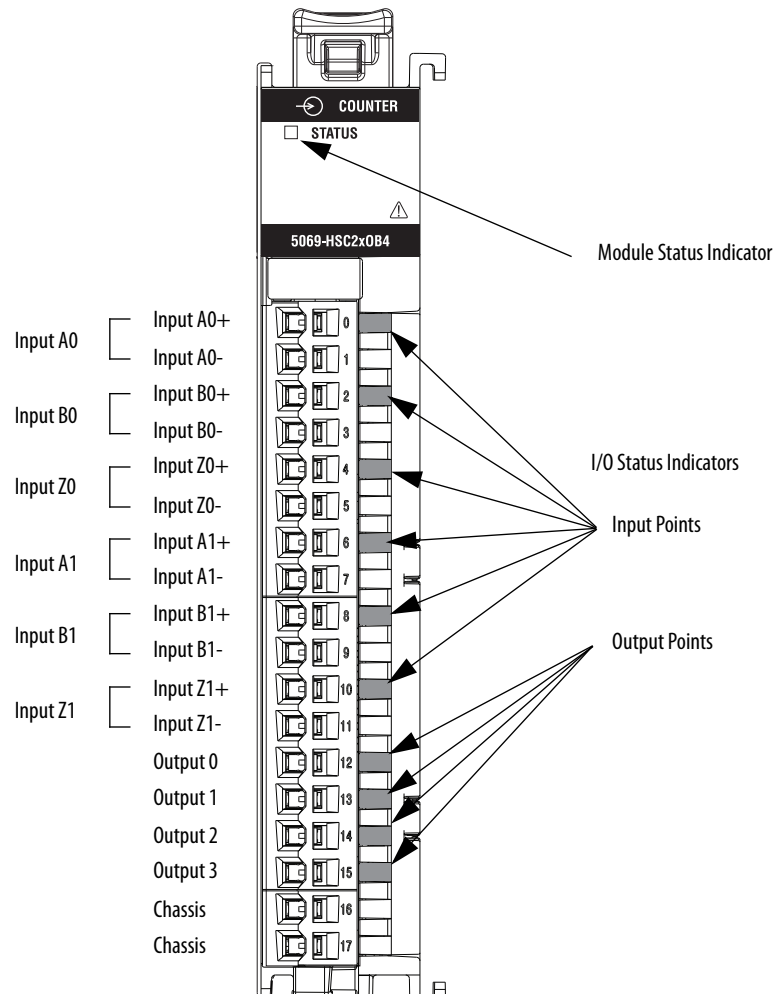 COUNTER
STATUS
5069-HSC2xOB4
Module Status Indicator
Input A0
Input A0+
0
Input A0-
1
Input B0
Input B0+
2
Input B0-
3
Input Z0
Input Z0+
4
Input Z0-
5
I/O Status Indicators
Input Points
Input A1
Input A1+
6
Input A1-
7
Input B1
Input B1+
8
Input B1-
9
Output Points
Input Z1
Input Z1+
10
Input Z1-
11
Output 0
12
Output 1
13
Output 2
14
Output 3
15
Chassis
16
Chassis
17